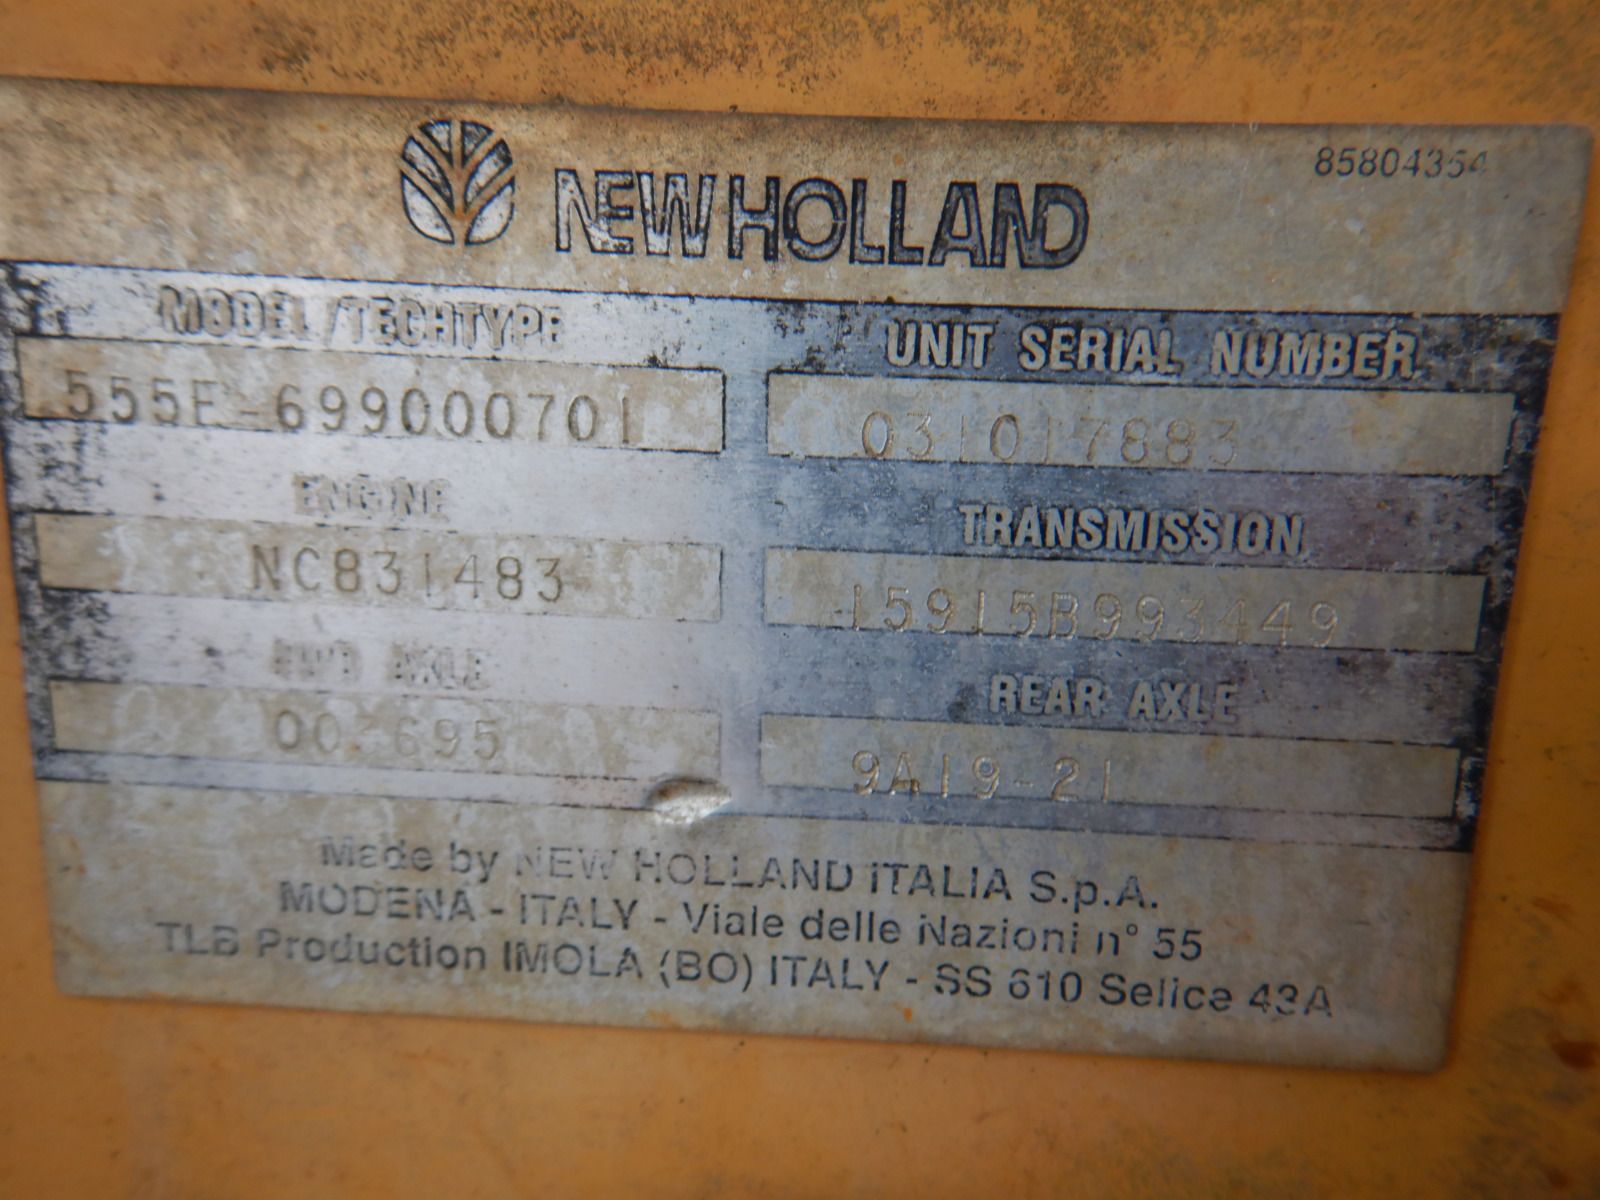 85804354
NEW HOLLAND
MODEL/TECHTYPE
UNIT SERIAL NUMBER
555E-699000701
031017883
ENGINE
TRANSMISSION
NC831483
15915B993449
AXLE
REAR AXLE
9A19-21
Made by NEW HOLLAND ITALIA S.p.A.
MODENA - ITALY - Viale delle Nazioni n° 55
TLB Production IMOLA (BO) ITALY - SS 610 Selice 43A